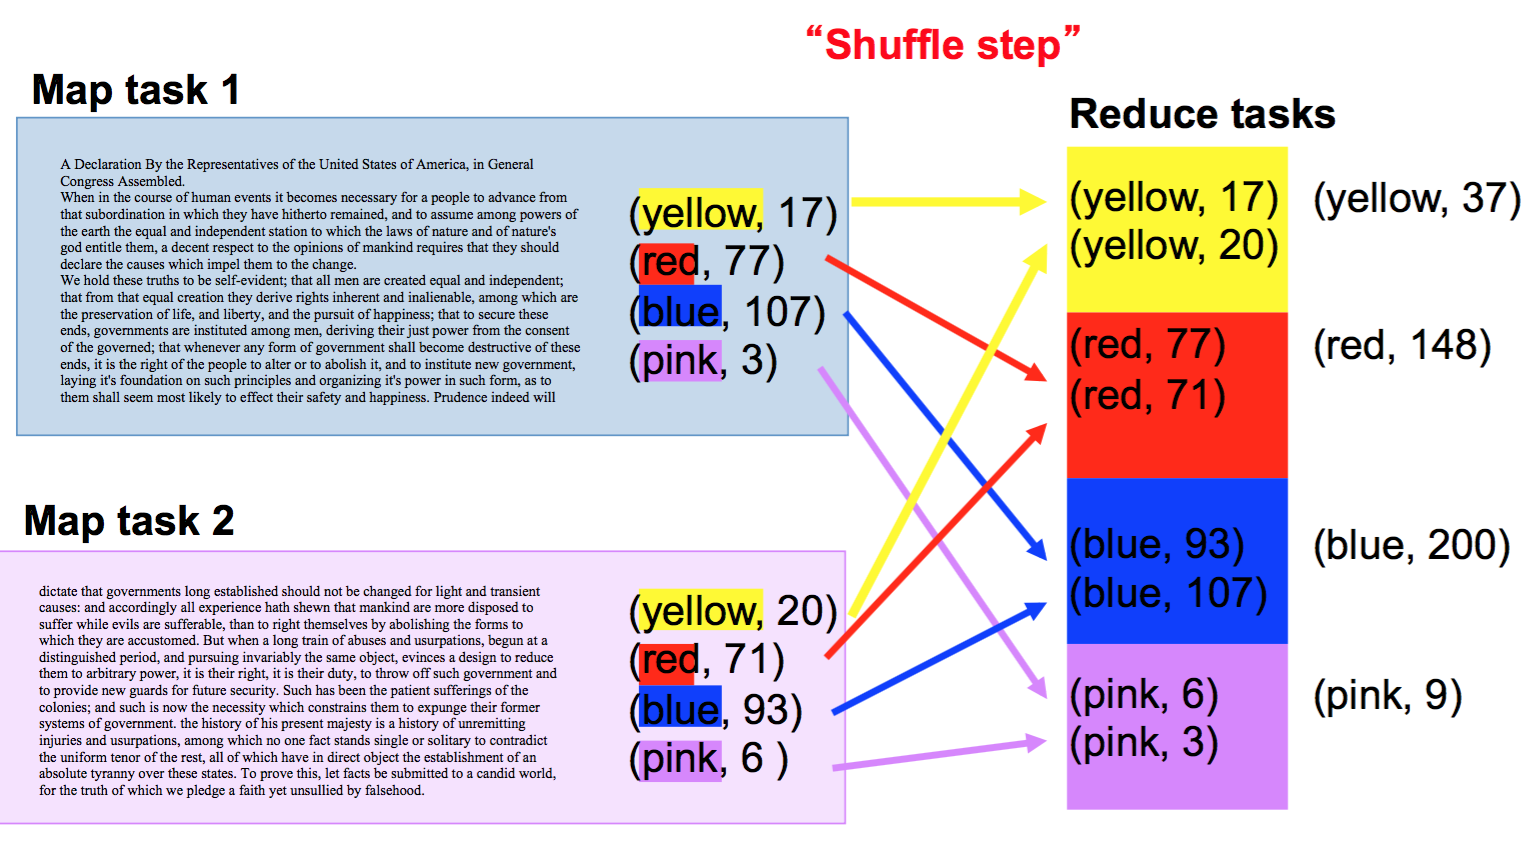 “Shuffle step”
Map task 1
A Declaration By the Representatives of the United States of America, in General
Congress Assembled.
When in the course of human events it becomes necessary for a people to advance from
that subordination in which they have hitherto remained, and to assume among powers of
the earth the equal and independent station to which the laws of nature and of nature's
god entitle them, a decent respect to the opinions of mankind requires that they should
declare the causes which impel them to the change.
We hold these truths to be self-evident; that all men are created equal and independent;
that from that equal creation they derive rights inherent and inalienable, among which are
the preservation of life, and liberty, and the pursuit of happiness; that to secure these
ends, governments are instituted among men, deriving their just power from the consent
of the governed; that whenever any form of government shall become destructive of these
ends, it is the right of the people to alter or to abolish it, and to institute new government,
laying it's foundation on such principles and organizing it's power in such form, as to
them shall seem most likely to effect their safety and happiness. Prudence indeed will
(yellow, 17)
(red, 77)
(blue, 107)
(pink, 3)
Map task 2
dictate that governments long established should not be changed for light and transient
causes: and accordingly all experience hath shewn that mankind are more disposed to
suffer while evils are sufferable, than to right themselves by abolishing the forms to
which they are accustomed. But when a long train of abuses and usurpations, begun at a
distinguished period, and pursuing invariably the same object, evinces a design to reduce
them to arbitrary power, it is their right, it is their duty, to throw off such government and
to provide new guards for future security. Such has been the patient sufferings of the
colonies; and such is now the necessity which constrains them to expunge their former
systems of government. the history of his present majesty is a history of unremitting
injuries and usurpations, among which no one fact stands single or solitary to contradict
the uniform tenor of the rest, all of which have in direct object the establishment of an
absolute tyranny over these states. To prove this, let facts be submitted to a candid world,
for the truth of which we pledge a faith yet unsullied by falsehood.
(yellow, 20)
(red, 71)
(blue, 93)
(pink, 6 )
Reduce tasks
(yellow, 17)
(yellow, 20)
(yellow, 37)
(red, 77)
(red, 71)
(red, 148)
(blue, 93)
(blue, 107)
(blue, 200)
(pink, 6)
(pink, 3)
(pink, 9)